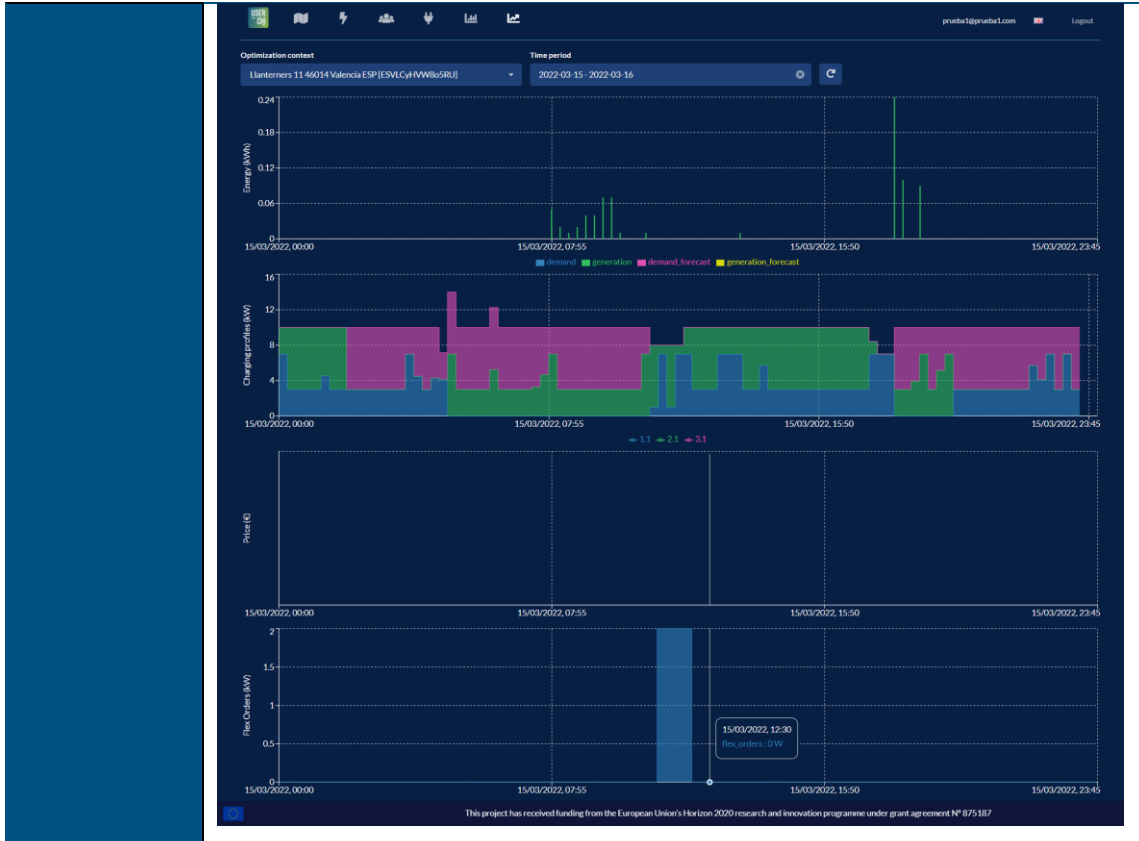 USER CHI
prueba1@prueba1.com
Logout
Optimization context
Time period
Llanterners 11 46014 Valencia ESP [ESVLCyHVW8o5RU]
2022-03-15 - 2022-03-16
Energy (kWh)
0.24
0.18
0.12
0.06
0
15/03/2022, 00:00
15/03/2022, 07:55
15/03/2022, 15:50
15/03/2022, 23:45
demand generation demand_forecast generation_forecast
Charging profiles (kW)
16
12
8
4
0
15/03/2022, 00:00
15/03/2022, 07:55
15/03/2022, 15:50
15/03/2022, 23:45
1.1 2.1 3.1
Price (€)
15/03/2022, 00:00
15/03/2022, 07:55
15/03/2022, 15:50
15/03/2022, 23:45
Flex Orders (kW)
2
1.5
1
0.5
0
15/03/2022, 12:30
flex_orders : 0 W
15/03/2022, 00:00
15/03/2022, 07:55
15/03/2022, 15:50
15/03/2022, 23:45
This project has received funding from the European Union's Horizon 2020 research and innovation programme under grant agreement Nº 875187